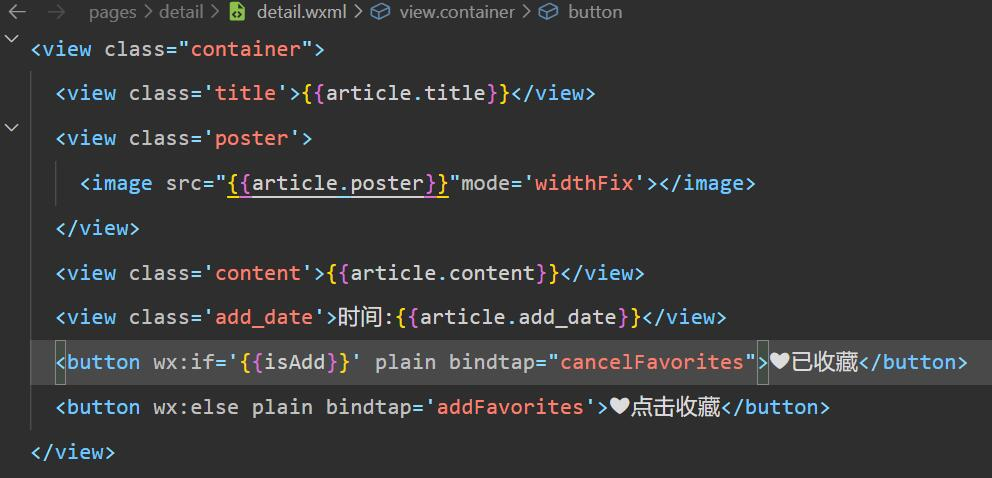 pages > detail > detail.wxml > view.container > button
<view class="container">
<view class='title'>{{article.title}}</view>
<view class='poster'>
<image src="{{article.poster}}"mode='widthFix'></image>
</view>
<view class='content'>{{article.content}}</view>
<view class='add_date'>时间:{{article.add_date}}</view>
<button wx:if='{{isAdd}}' plain bindtap="cancelFavorites">♥已收藏</button>
<button wx:else plain bindtap='addFavorites'>♥点击收藏</button>
</view>